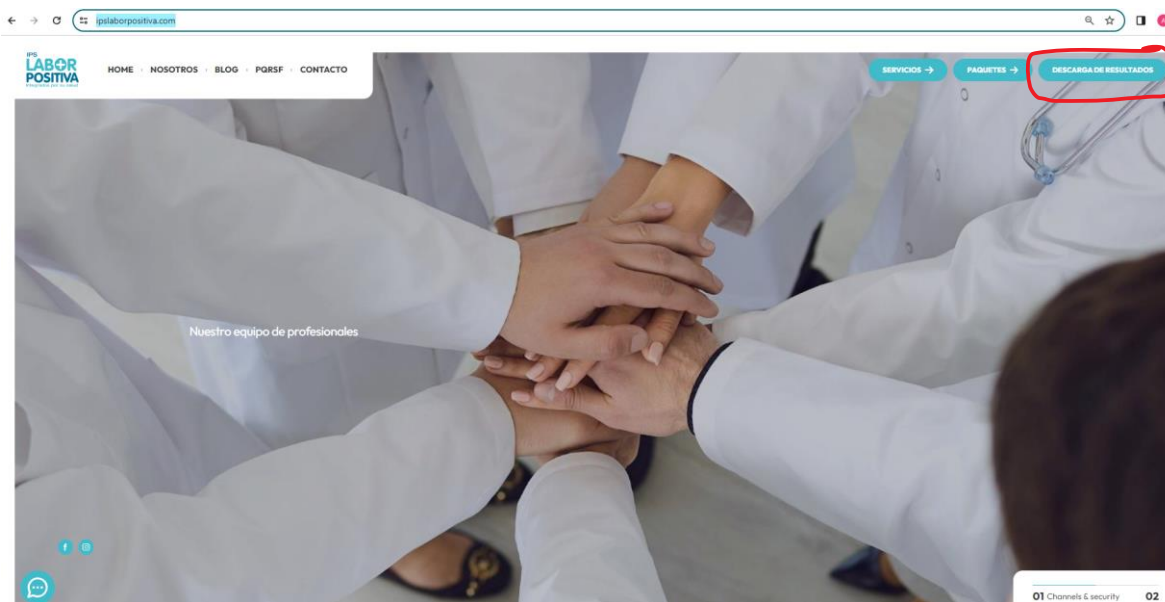 ipslaborpositiva.com
IPS
LABOR
POSITIVA
HOME · NOSOTROS · BLOG · PQRSF · CONTACTO
SERVICIOS →
PAQUETES →
DESCARGA DE RESULTADOS
Nuestro equipo de profesionales
01 Channels & security
02